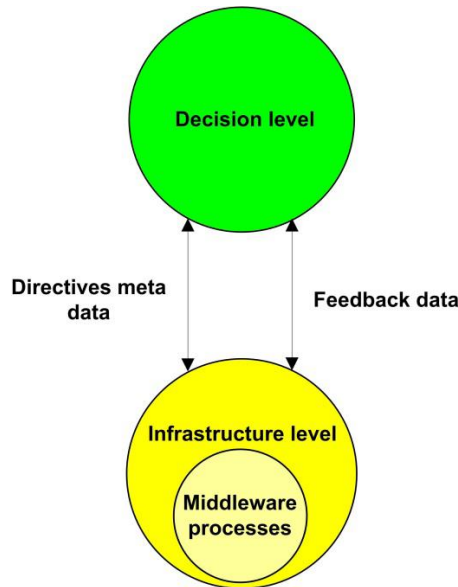 Decision level
Directives meta
data
Feedback data
Infrastructure level
Middleware
processes